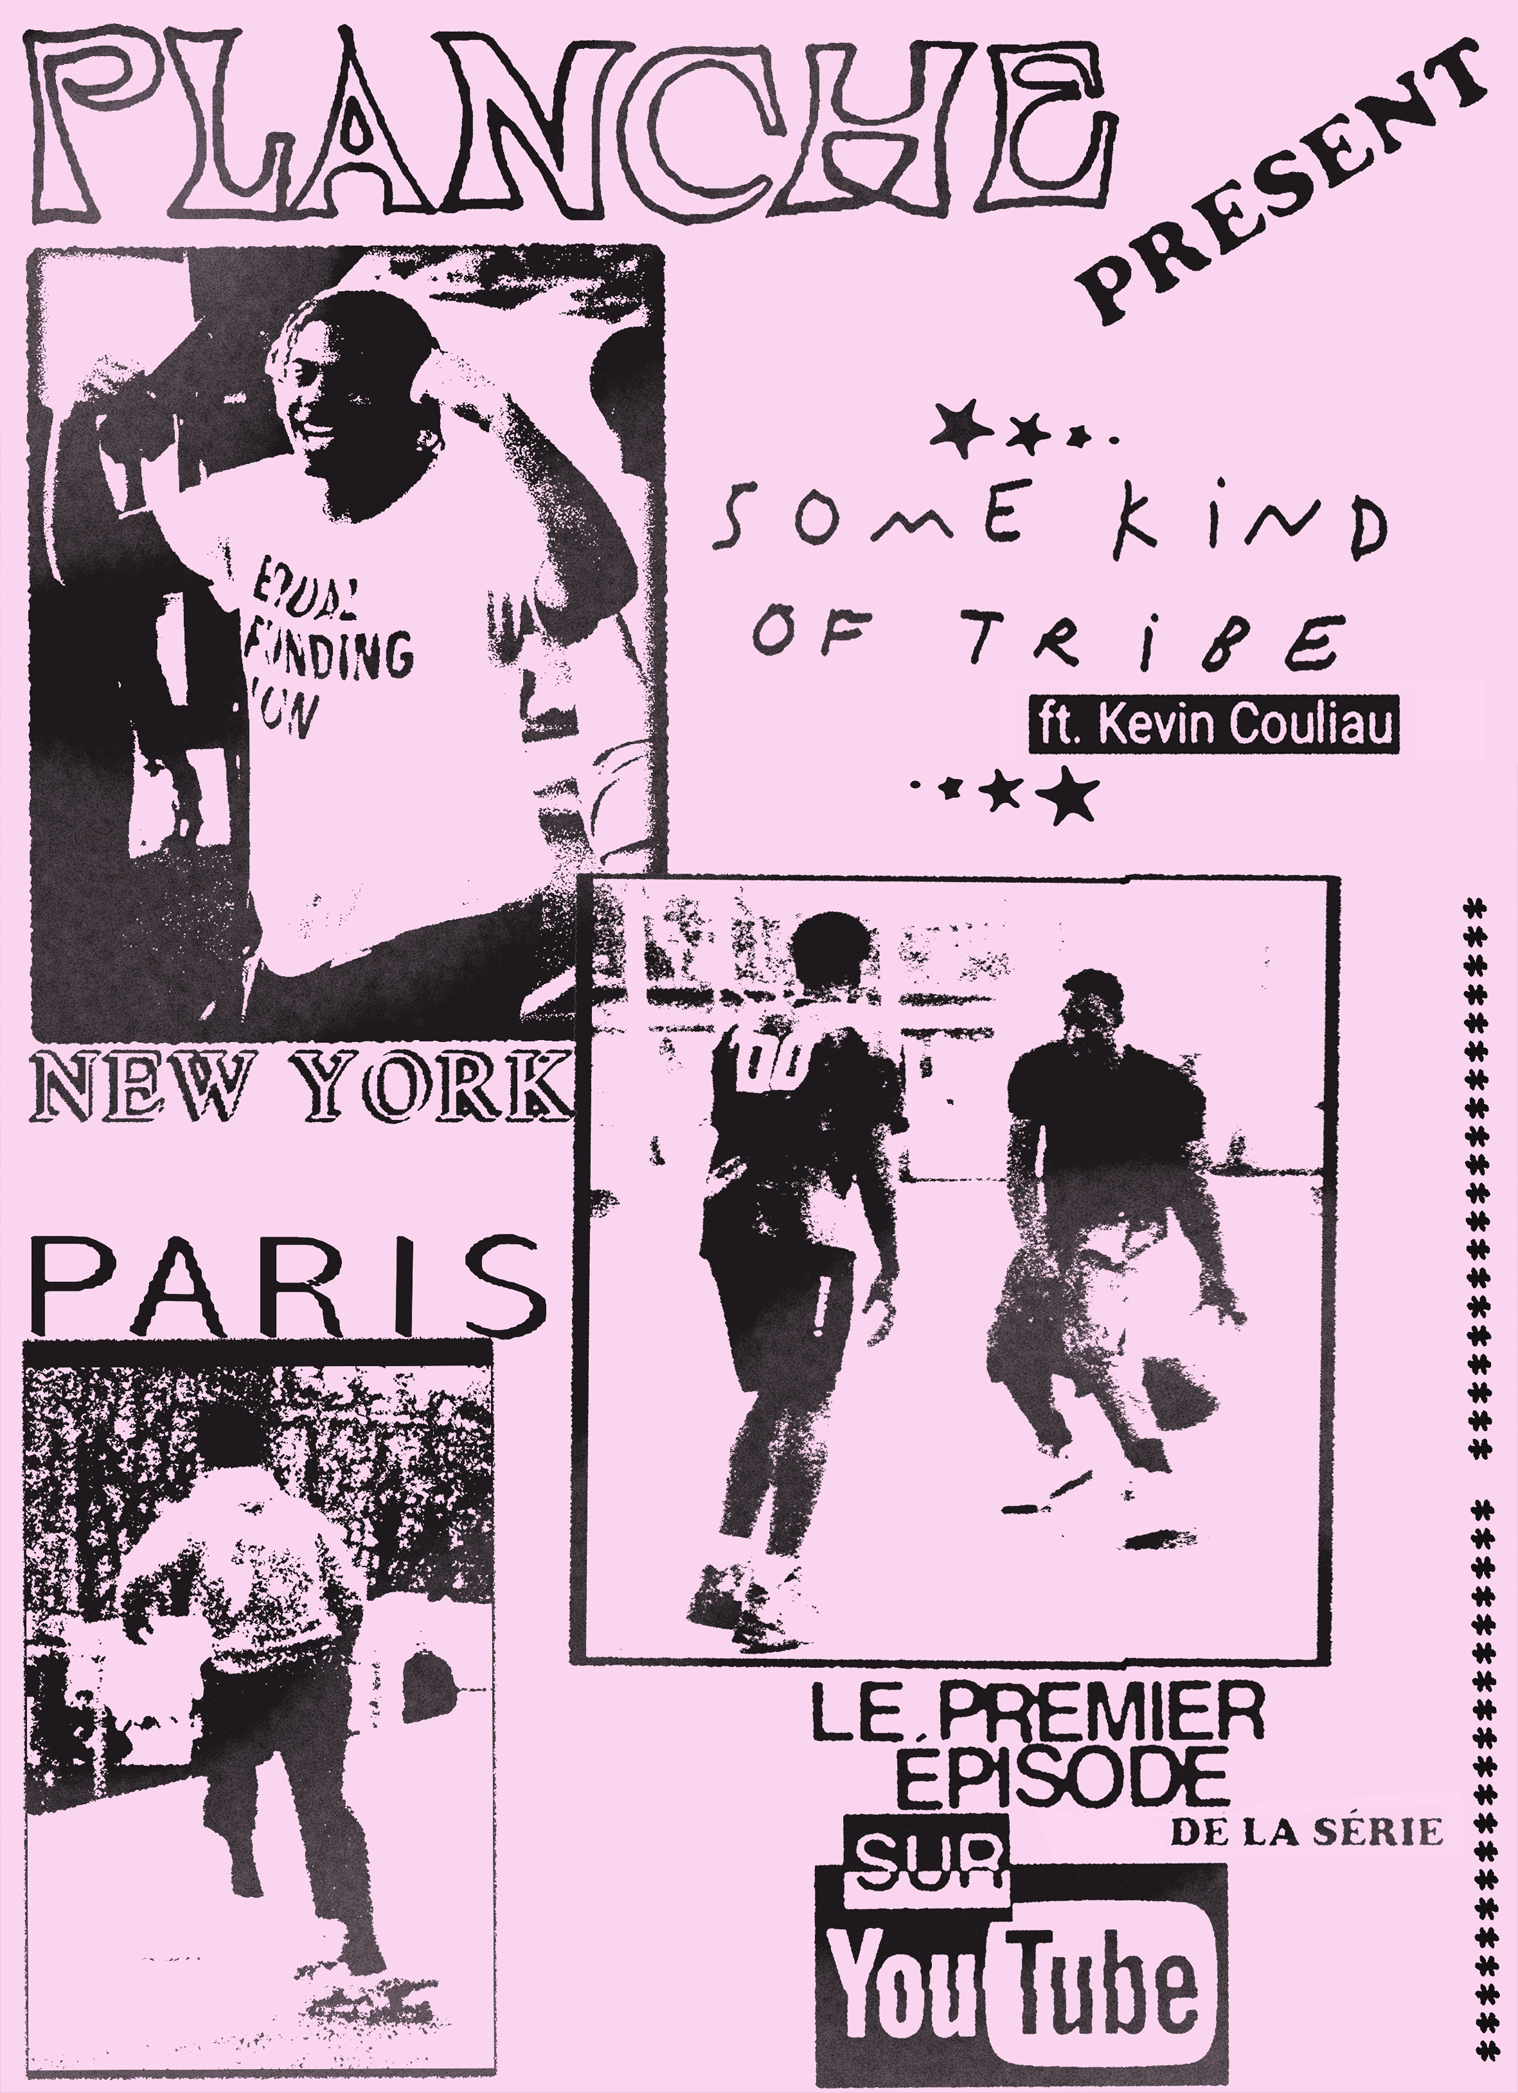 PLANCHE
PRESENT
SOME KIND
OF TRIBE
ft. Kevin Couliau
EQUAL
FUNDING
NOW
00
NEW YORK
PARIS
LE PREMIER
ÉPISODE
DE LA SÉRIE
SUR
YouTube